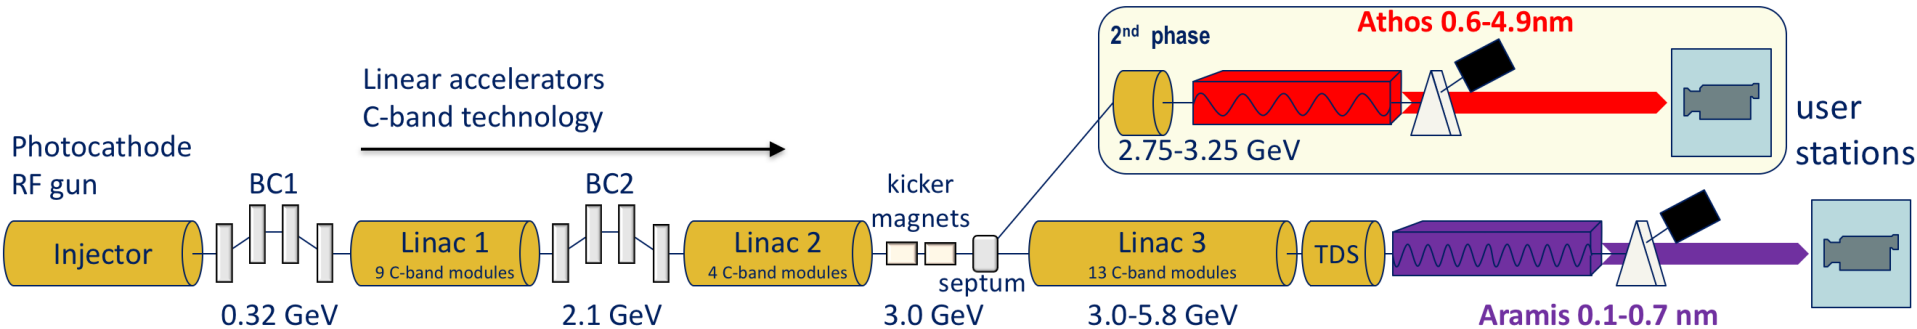 Athos 0.6-4.9nm
2nd phase
Linear accelerators
C-band technology
user
stations
2.75-3.25 GeV
Photocathode
RF gun
BC1
BC2
kicker
magnets
Injector
Linac 1
9 C-band modules
Linac 2
4 C-band modules
septum
Linac 3
13 C-band modules
TDS
0.32 GeV
2.1 GeV
3.0 GeV
3.0-5.8 GeV
Aramis 0.1-0.7 nm